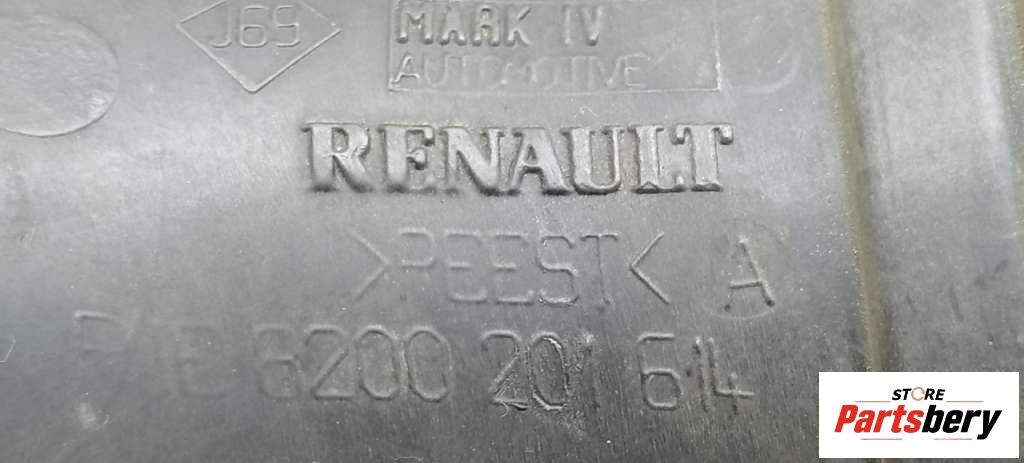 J69
MARK IV
AUTOMOTIVE
RENAULT
>PEEST<
A
P/E 8200 201 614
STORE
Partsbery